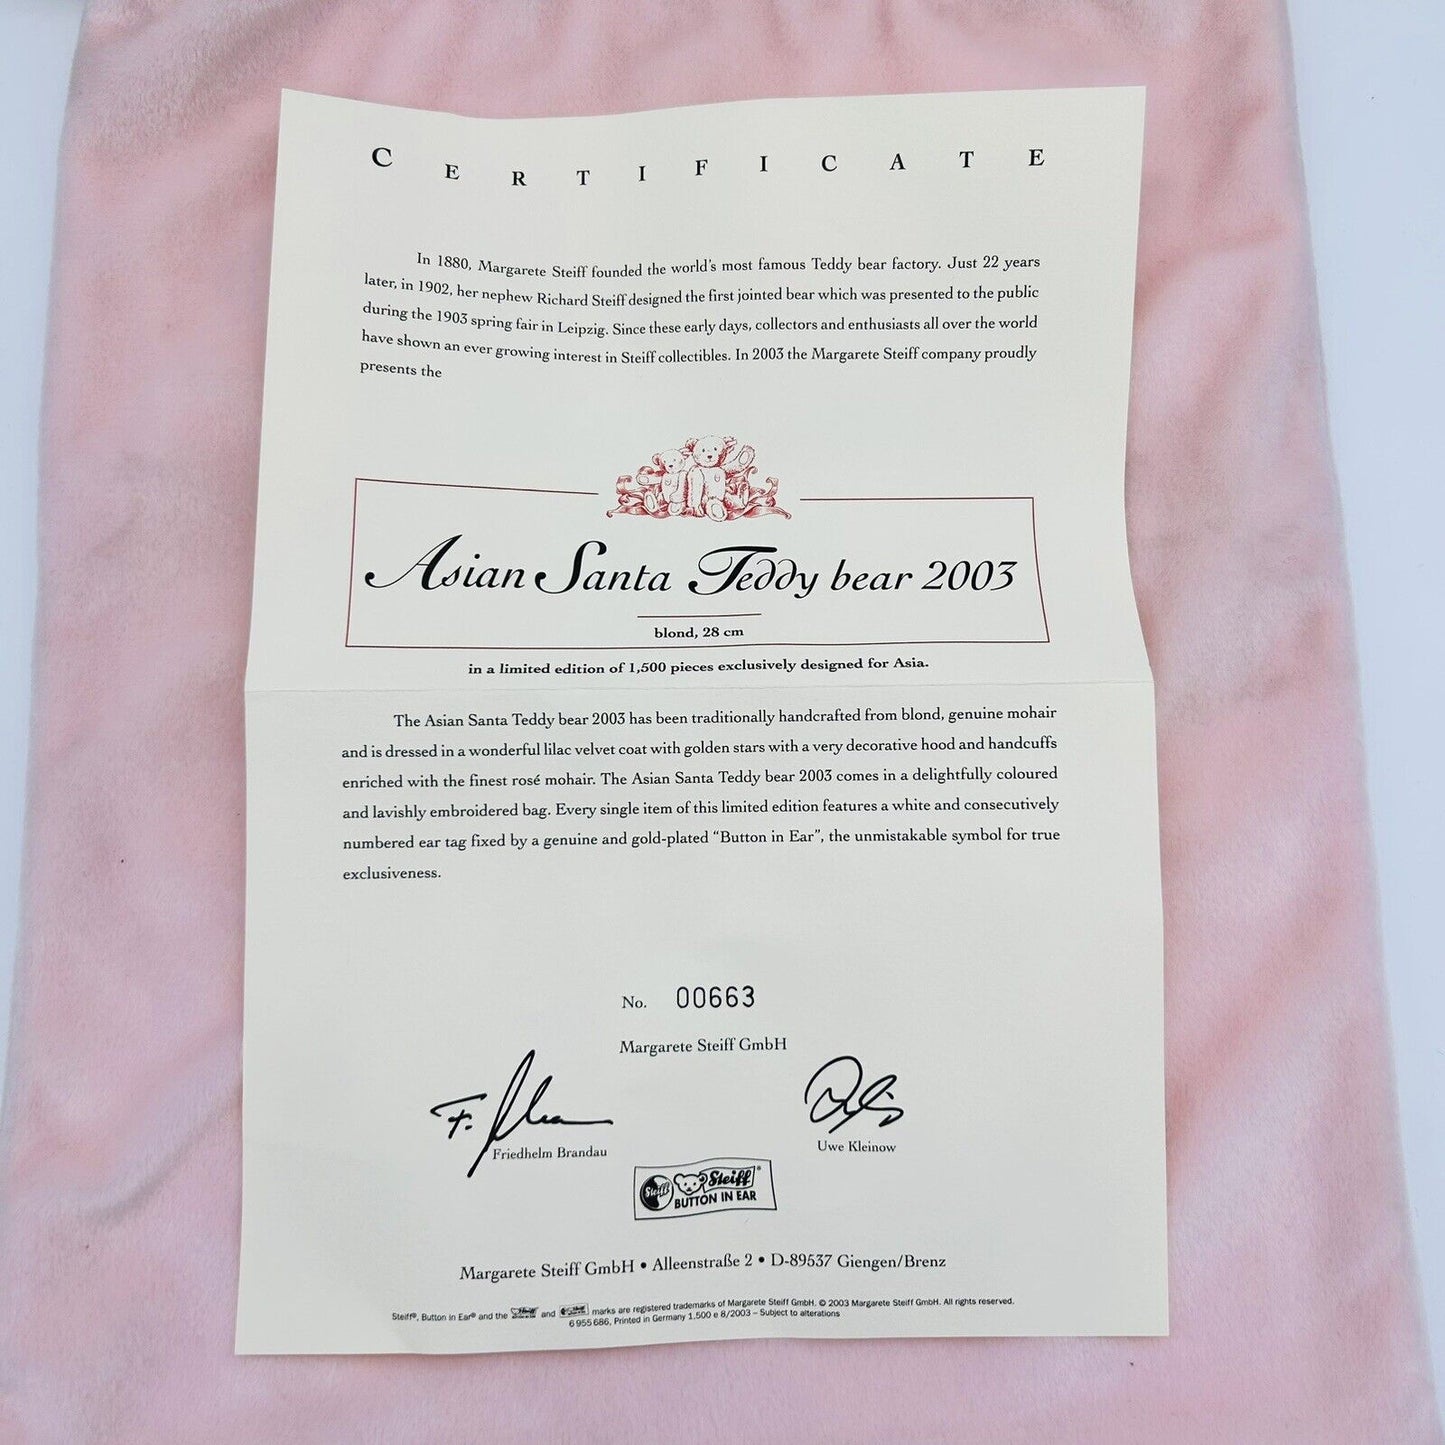 CERTIFICATE
In 1880, Margarete Steiff founded the world's most famous Teddy bear factory. Just 22 years
later, in 1902, her nephew Richard Steiff designed the first jointed bear which was presented to the public
during the 1903 spring fair in Leipzig. Since these early days, collectors and enthusiasts all over the world
have shown an ever growing interest in Steiff collectibles. In 2003 the Margarete Steiff company proudly
presents the
Asian Santa Teddy bear 2003
blond, 28 cm
in a limited edition of 1,500 pieces exclusively designed for Asia.
The Asian Santa Teddy bear 2003 has been traditionally handcrafted from blond, genuine mohair
and is dressed in a wonderful lilac velvet coat with golden stars with a very decorative hood and handcuffs
enriched with the finest rosé mohair. The Asian Santa Teddy bear 2003 comes in a delightfully coloured
and lavishly embroidered bag. Every single item of this limited edition features a white and consecutively
numbered ear tag fixed by a genuine and gold-plated “Button in Ear”, the unmistakable symbol for true
exclusiveness.
No. 00663
Margarete Steiff GmbH
Friedhelm Brandau
Uwe Kleinow
Steiff Steiff®
BUTTON IN EAR
Margarete Steiff GmbH • Alleenstraße 2 • D-89537 Giengen/Brenz
Steiff®, Button in Ear® and the and marks are registered trademarks of Margarete Steiff GmbH. © 2003 Margarete Steiff GmbH. All rights reserved.
6 955 686, Printed in Germany 1,500 e 8/2003 – Subject to alterations